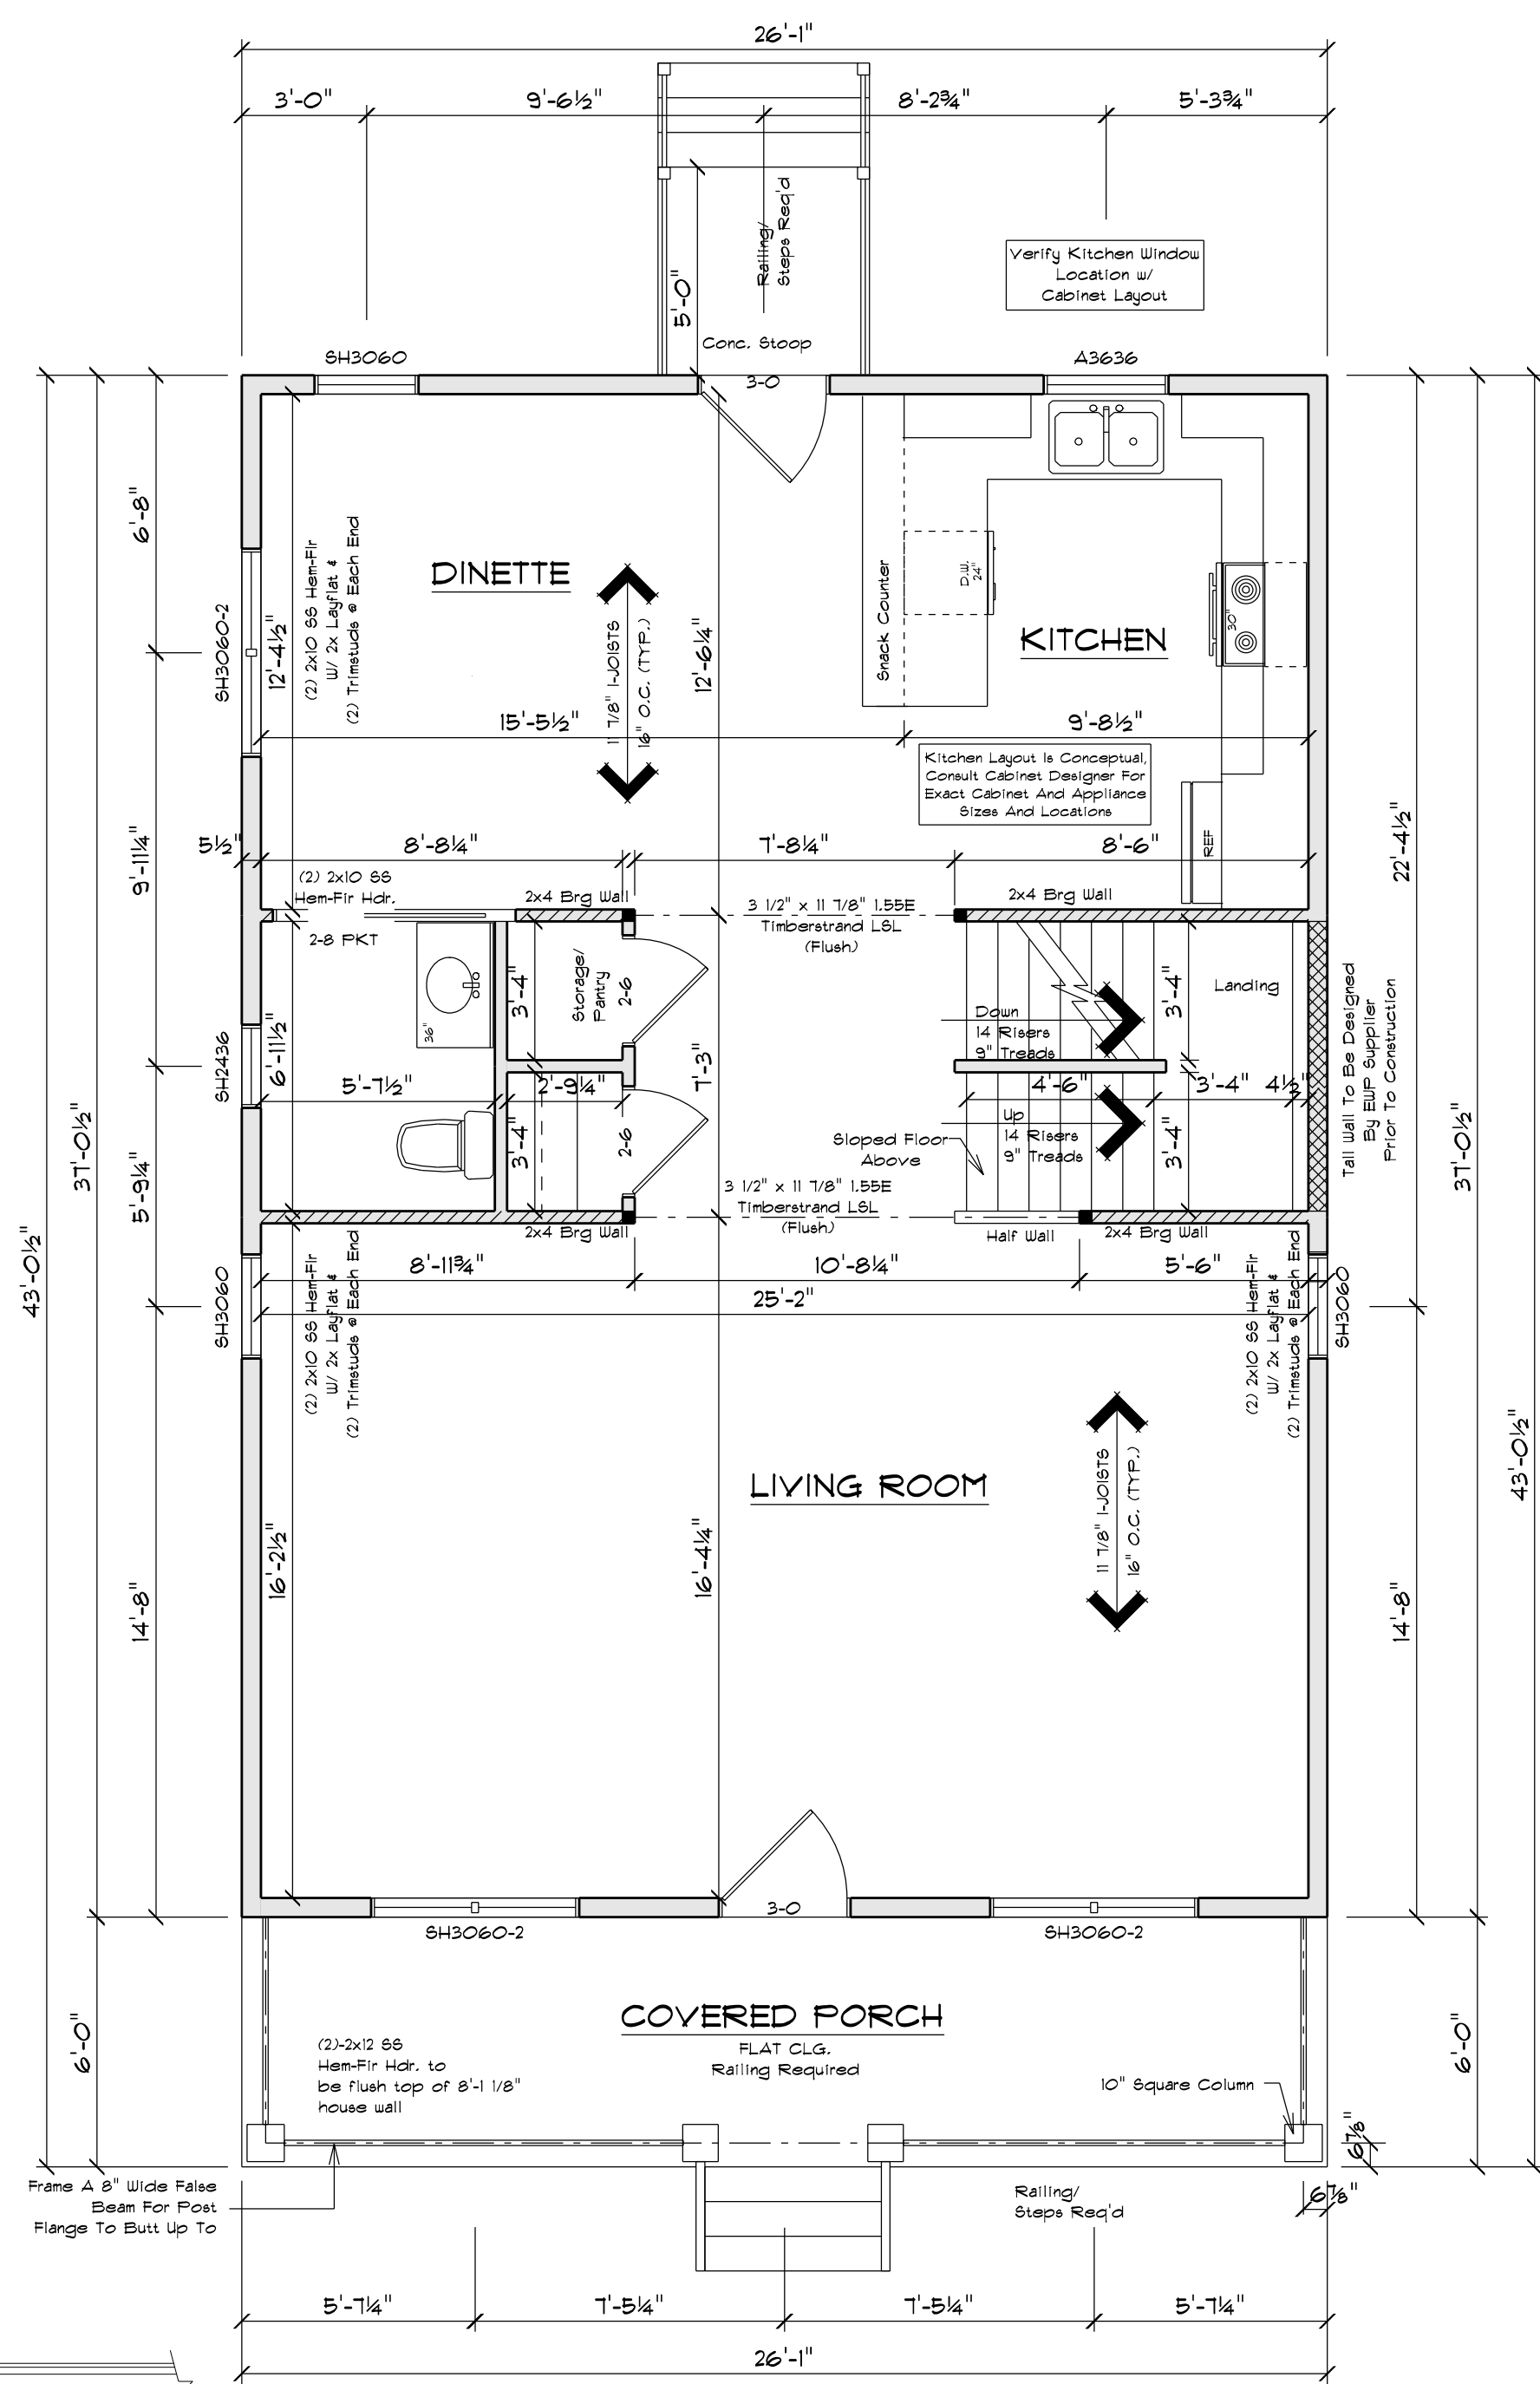 26'-1"
3'-0"
9'-6½"
8'-2¾"
5'-3¾"
Railing/
Steps Req'd
5'-0"
Conc. Stoop
Verify Kitchen Window
Location w/
Cabinet Layout
SH3060
3-0
A3636
6'-8"
SH3060-2
12'-4½"
(2) 2x10 SS Hem-Fir
W/ 2x Layflat &
(2) Trimstuds @ Each End
DINETTE
11 7/8" I-JOISTS
16" O.C. (TYP.)
12'-6¼"
Snack Counter
D.W.
24"
KITCHEN
30"
15'-5½"
9'-8½"
Kitchen Layout Is Conceptual,
Consult Cabinet Designer For
Exact Cabinet And Appliance
Sizes And Locations
REF
9'-11¼"
22'-4½"
5½"
8'-8¼"
7'-8¼"
8'-6"
(2) 2x10 SS
Hem-Fir Hdr.
2x4 Brg Wall
3 1/2" x 11 7/8" 1.55E
Timberstrand LSL
(Flush)
2x4 Brg Wall
2-8 PKT
36"
3'-4"
Storage/
Pantry
2-6
Down
14 Risers
9" Treads
3'-4"
Landing
Tall Wall To Be Designed
By EWP Supplier
Prior To Construction
SH2436
6'-11½"
7'-3"
5'-7½"
2'-9¼"
4'-6"
3'-4"
4½"
3'-4"
2-6
Up
14 Risers
9" Treads
3'-4"
Sloped Floor
Above
37'-0½"
5'-9¼"
37'-0½"
3 1/2" x 11 7/8" 1.55E
Timberstrand LSL
(Flush)
2x4 Brg Wall
Half Wall
2x4 Brg Wall
43'-0½"
8'-11¾"
10'-8¼"
5'-6"
25'-2"
SH3060
(2) 2x10 SS Hem-Fir
W/ 2x Layflat &
(2) Trimstuds @ Each End
(2) 2x10 SS Hem-Fir
W/ 2x Layflat &
(2) Trimstuds @ Each End
SH3060
43'-0½"
LIVING ROOM
11 7/8" I-JOISTS
16" O.C. (TYP.)
14'-8"
16'-2½"
16'-4¼"
14'-8"
3-0
SH3060-2
SH3060-2
COVERED PORCH
FLAT CLG.
Railing Required
6'-0"
6'-0"
(2)-2x12 SS
Hem-Fir Hdr. to
be flush top of 8'-1 1/8"
house wall
10" Square Column
6⅞"
Frame A 8" Wide False
Beam For Post
Flange To Butt Up To
Railing/
Steps Req'd
6⅞"
5'-7¼"
7'-5¼"
7'-5¼"
5'-7¼"
26'-1"